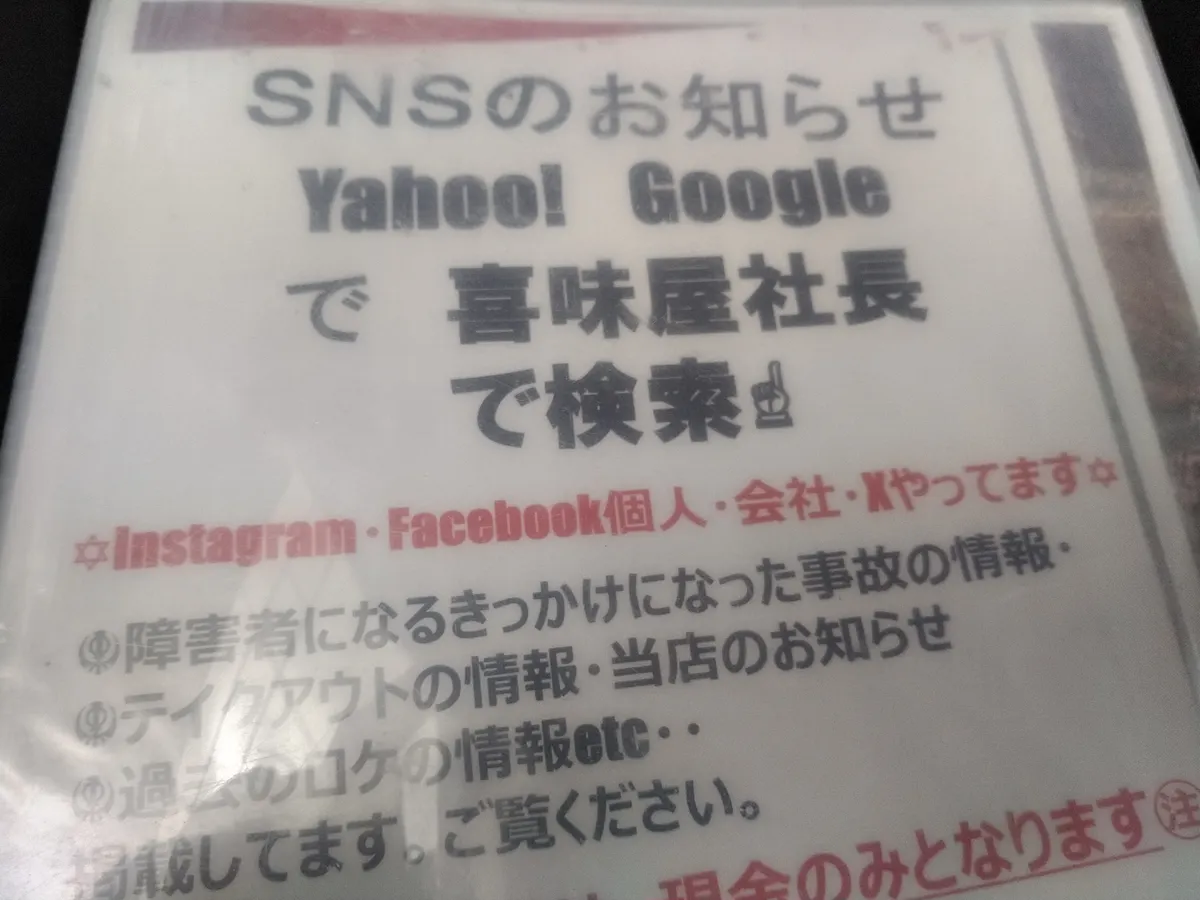 SNSのお知らせ
Yahoo! Google
で 喜味屋社長
で検索☝
✡Instagram・Facebook個人・会社・Xやってます✡
障害者になるきっかけになった事故の情報・
テイクアウトの情報・当店のお知らせ
過去のロケの情報etc・・
掲載してます。ご覧ください。
現金のみとなります㊟